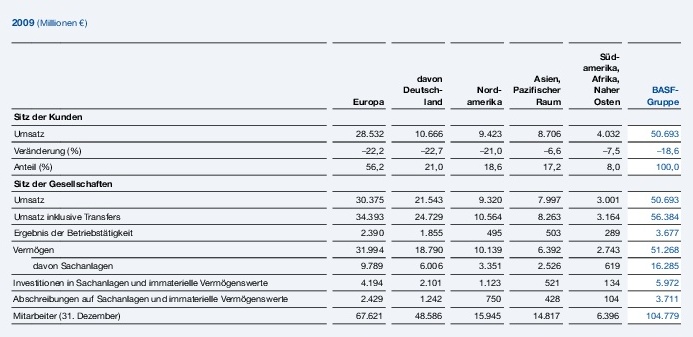 2009 (Millionen €)
Europa davon Deutsch-land Nord-amerika Asien, Pazifischer Raum Süd-amerika, Afrika, Naher Osten BASF-Gruppe
Sitz der Kunden
Umsatz 28.532 10.666 9.423 8.706 4.032 50.693
Veränderung (%) –22,2 –22,7 –21,0 –6,6 –7,5 –18,6
Anteil (%) 56,2 21,0 18,6 17,2 8,0 100,0
Sitz der Gesellschaften
Umsatz 30.375 21.543 9.320 7.997 3.001 50.693
Umsatz inklusive Transfers 34.393 24.729 10.564 8.263 3.164 56.384
Ergebnis der Betriebstätigkeit 2.390 1.855 495 503 289 3.677
Vermögen 31.994 18.790 10.139 6.392 2.743 51.268
davon Sachanlagen 9.789 6.006 3.351 2.526 619 16.285
Investitionen in Sachanlagen und immaterielle Vermögenswerte 4.194 2.101 1.123 521 134 5.972
Abschreibungen auf Sachanlagen und immaterielle Vermögenswerte 2.429 1.242 750 428 104 3.711
Mitarbeiter (31. Dezember) 67.621 48.586 15.945 14.817 6.396 104.779